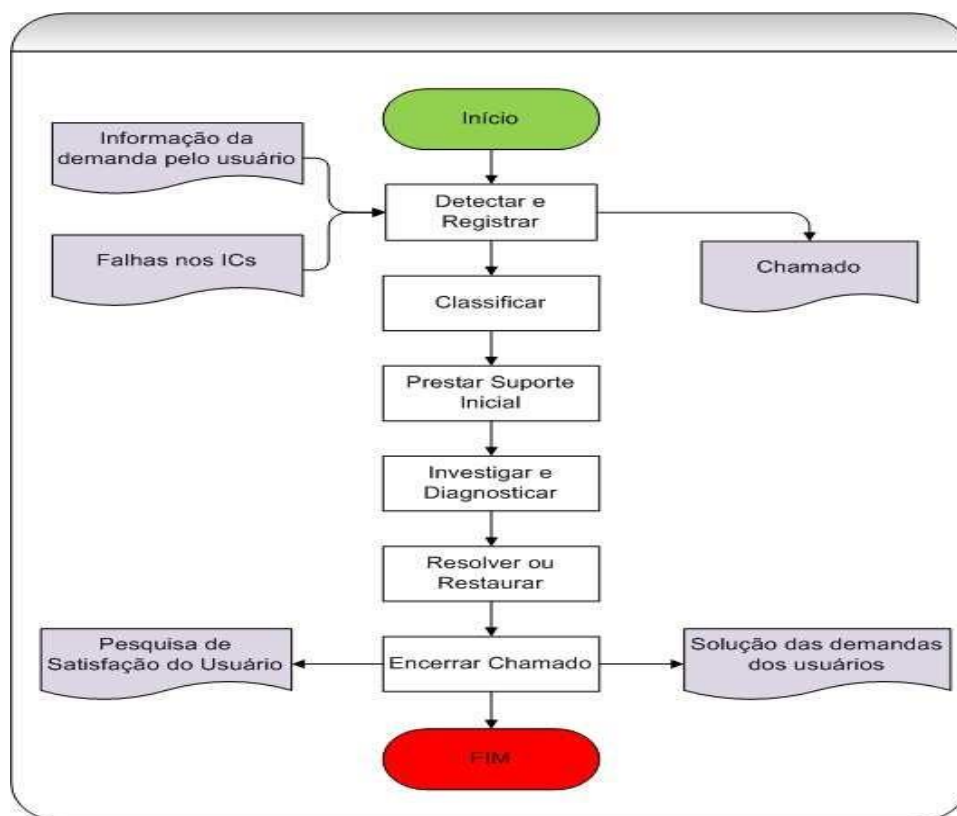 Início
Informação da
demanda pelo usuário
Detectar e
Registrar
Falhas nos ICs
Chamado
Classificar
Prestar Suporte
Inicial
Investigar e
Diagnosticar
Resolver ou
Restaurar
Pesquisa de
Satisfação do Usuário
Encerrar Chamado
Solução das demandas
dos usuários
FIM